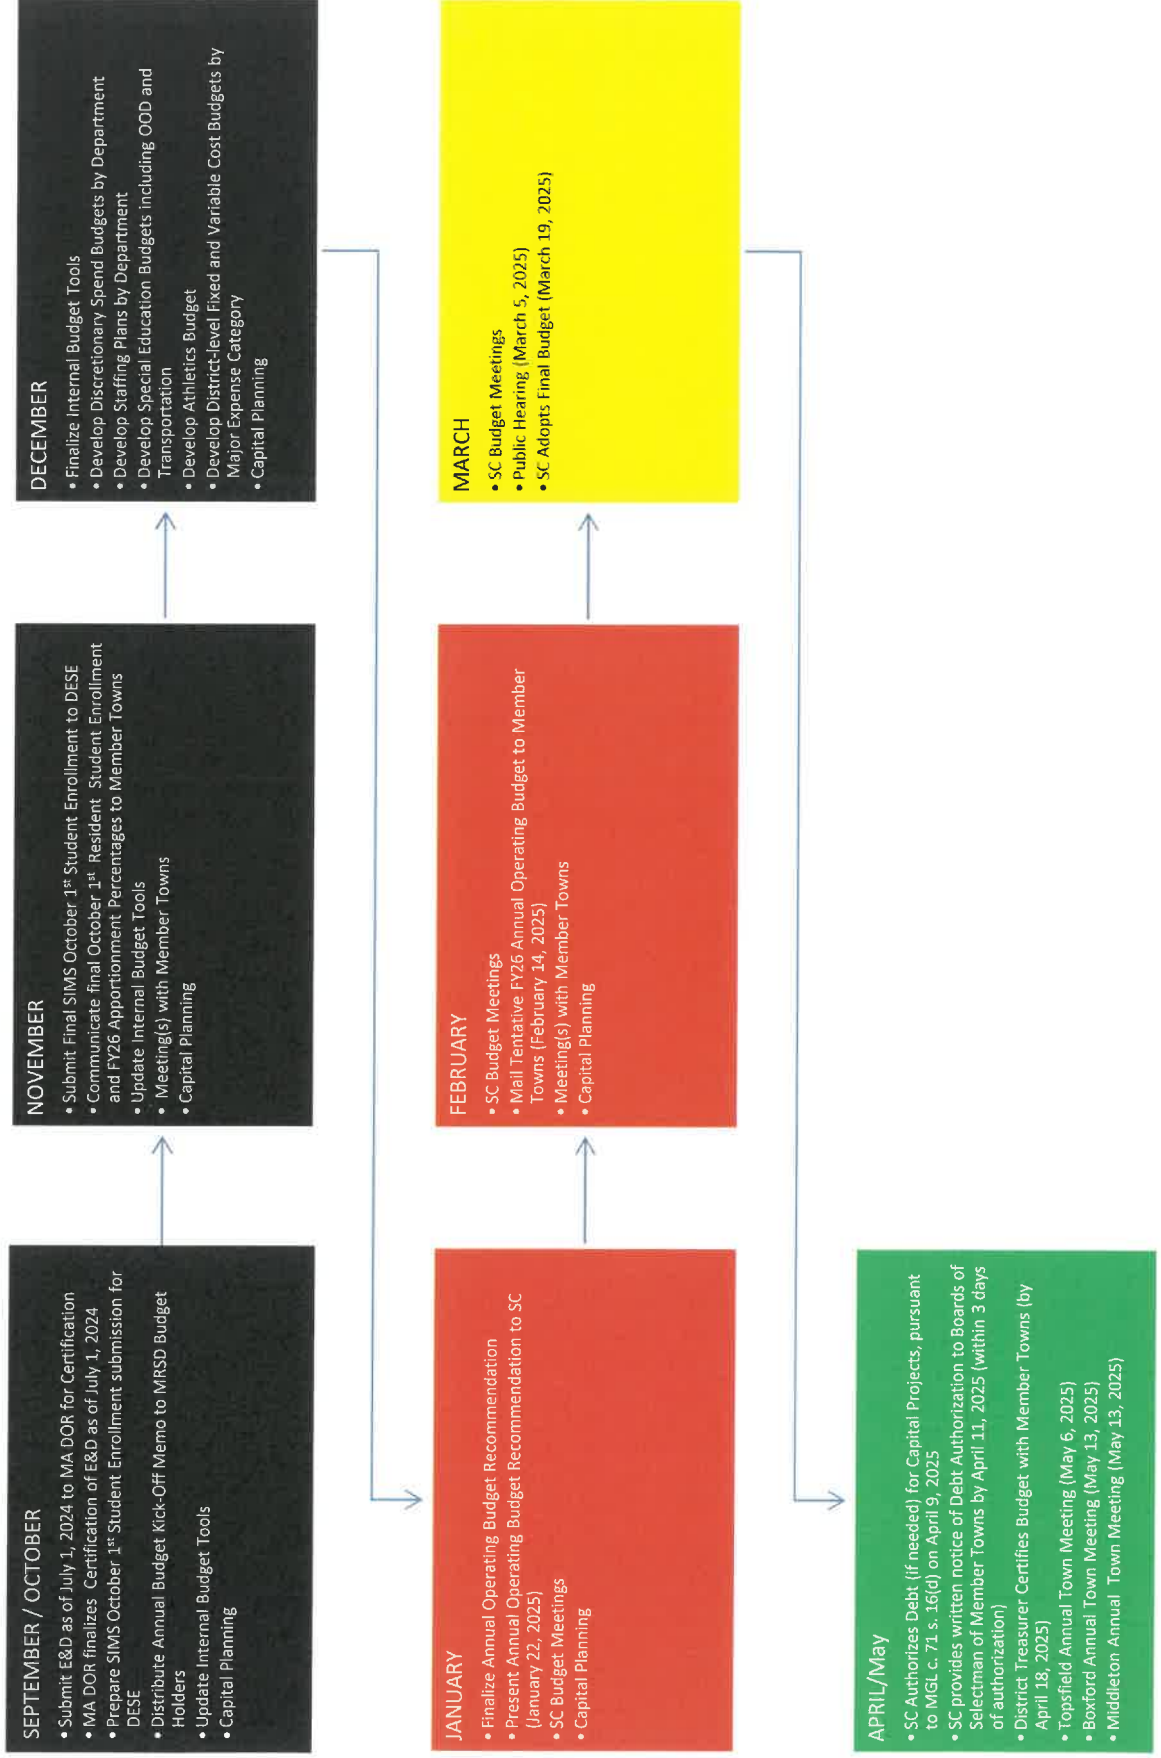 SEPTEMBER / OCTOBER
• Submit E&D as of July 1, 2024 to MA DOR for Certification
• MA DOR finalizes Certification of E&D as of July 1, 2024
• Prepare SIMS October 1st Student Enrollment submission for
DESE
• Distribute Annual Budget Kick-Off Memo to MRSD Budget
Holders
• Update Internal Budget Tools
• Capital Planning
NOVEMBER
• Submit Final SIMS October 1st Student Enrollment to DESE
• Communicate final October 1st Resident Student Enrollment
and FY26 Apportionment Percentages to Member Towns
• Update Internal Budget Tools
• Meeting(s) with Member Towns
• Capital Planning
DECEMBER
• Finalize Internal Budget Tools
• Develop Discretionary Spend Budgets by Department
• Develop Staffing Plans by Department
• Develop Special Education Budgets including OOD and
Transportation
• Develop Athletics Budget
• Develop District-level Fixed and Variable Cost Budgets by
Major Expense Category
• Capital Planning
JANUARY
• Finalize Annual Operating Budget Recommendation
• Present Annual Operating Budget Recommendation to SC
(January 22, 2025)
• SC Budget Meetings
• Capital Planning
FEBRUARY
• SC Budget Meetings
• Mail Tentative FY26 Annual Operating Budget to Member
Towns (February 14, 2025)
• Meeting(s) with Member Towns
• Capital Planning
MARCH
• SC Budget Meetings
• Public Hearing (March 5, 2025)
• SC Adopts Final Budget (March 19, 2025)
APRIL/May
• SC Authorizes Debt (if needed) for Capital Projects, pursuant
to MGL c. 71 s. 16(d) on April 9, 2025
• SC provides written notice of Debt Authorization to Boards of
Selectman of Member Towns by April 11, 2025 (within 3 days
of authorization)
• District Treasurer Certifies Budget with Member Towns (by
April 18, 2025)
• Topsfield Annual Town Meeting (May 6, 2025)
• Boxford Annual Town Meeting (May 13, 2025)
• Middleton Annual Town Meeting (May 13, 2025)